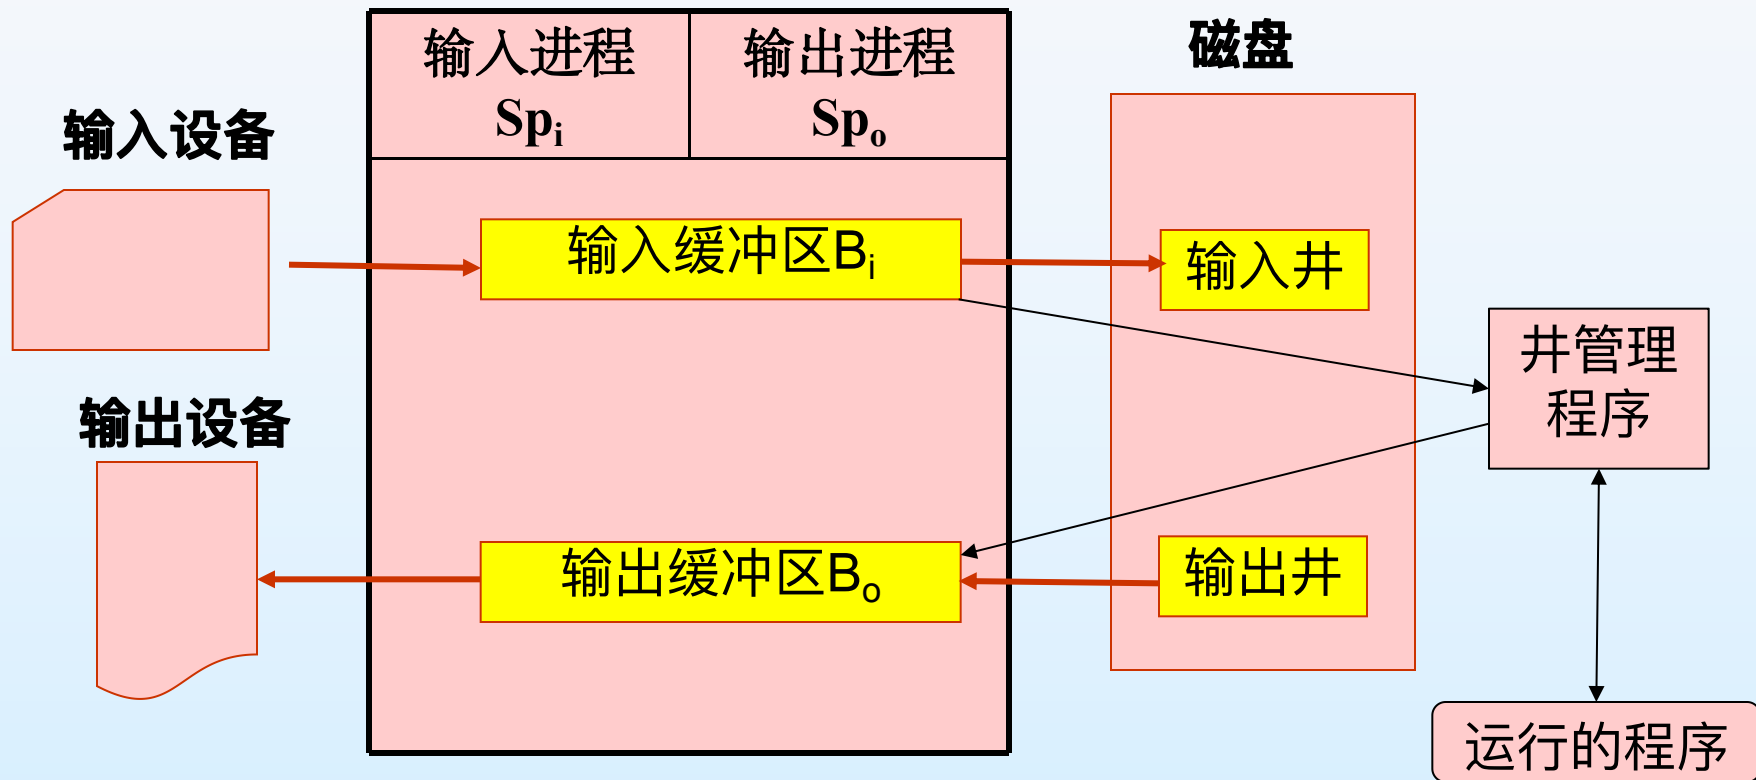 输入进程
Spi
输出进程
Spo
磁盘
输入设备
输入缓冲区Bi
输入井
井管理
程序
输出设备
输出缓冲区Bo
输出井
运行的程序